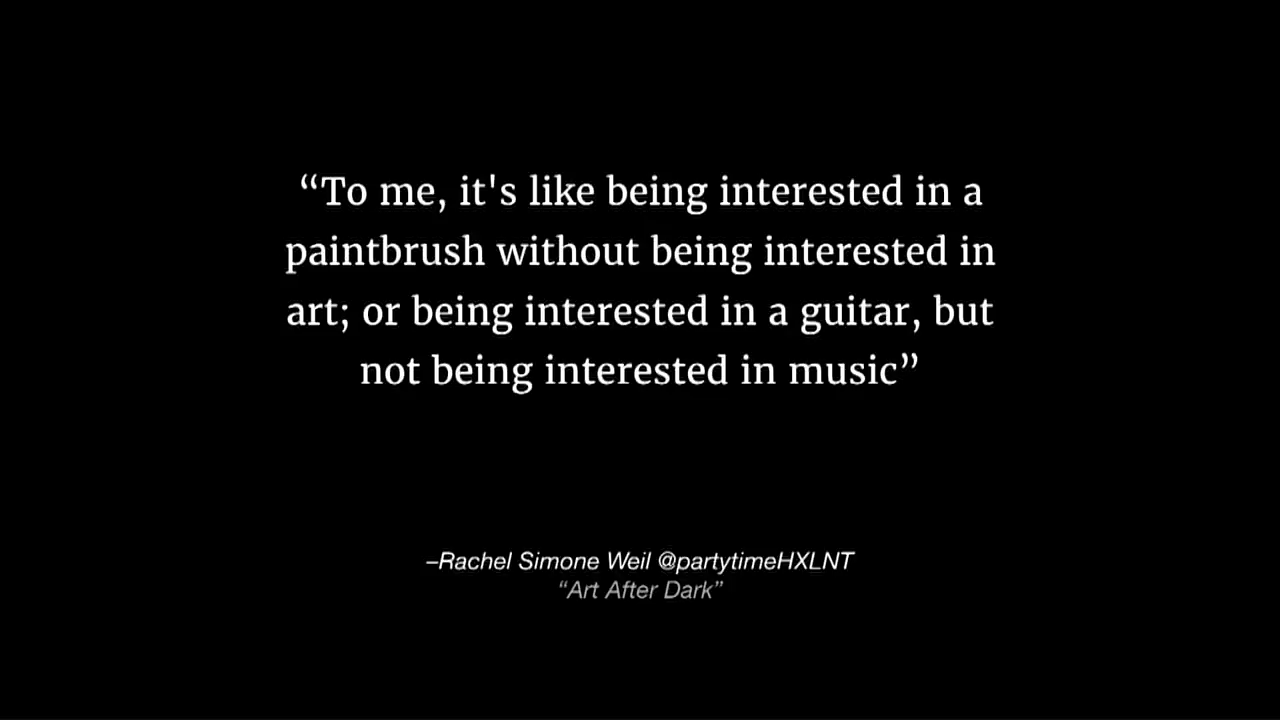 “To me, it's like being interested in a
paintbrush without being interested in
art; or being interested in a guitar, but
not being interested in music”
–Rachel Simone Weil @partytimeHXLNT
“Art After Dark”